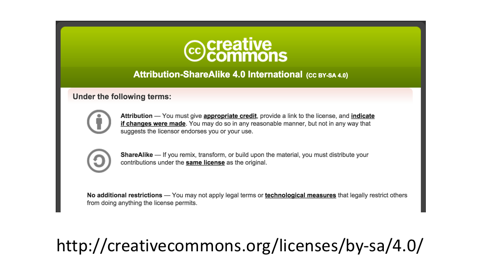 cc creative
commons
Attribution-ShareAlike 4.0 International (CC BY-SA 4.0)
Under the following terms:
Attribution — You must give appropriate credit, provide a link to the license, and indicate
if changes were made. You may do so in any reasonable manner, but not in any way that
suggests the licensor endorses you or your use.
ShareAlike — If you remix, transform, or build upon the material, you must distribute your
contributions under the same license as the original.
No additional restrictions — You may not apply legal terms or technological measures that legally restrict others
from doing anything the license permits.
http://creativecommons.org/licenses/by-sa/4.0/